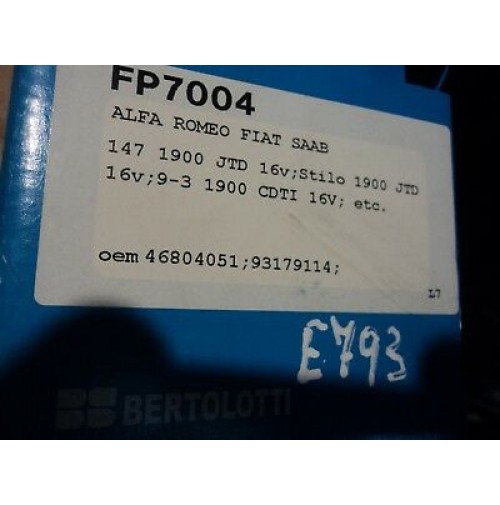 FP7004
ALFA ROMEO FIAT SAAB
147 1900 JTD 16v;Stilo 1900 JTD
16v;9-3 1900 CDTI 16V; etc.
oem 46804051;93179114;
L7
E793
BERTOLOTTI